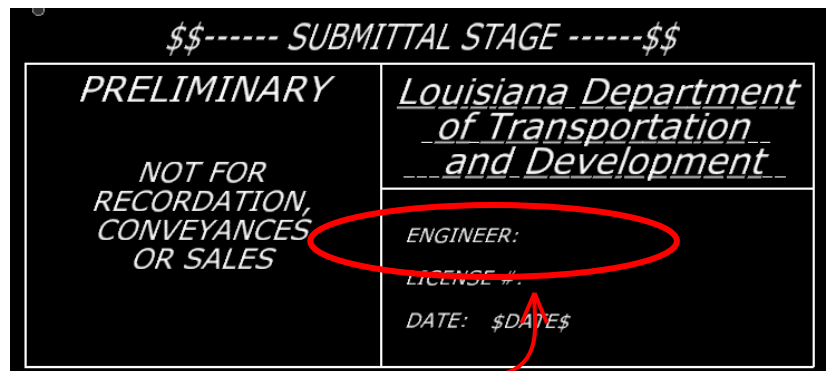 $$------ SUBMITTAL STAGE ------$$
PRELIMINARY
NOT FOR
RECORDATION,
CONVEYANCES
OR SALES
Louisiana Department
of Transportation
and Development
ENGINEER:
LICENSE #:
DATE: $DATE$